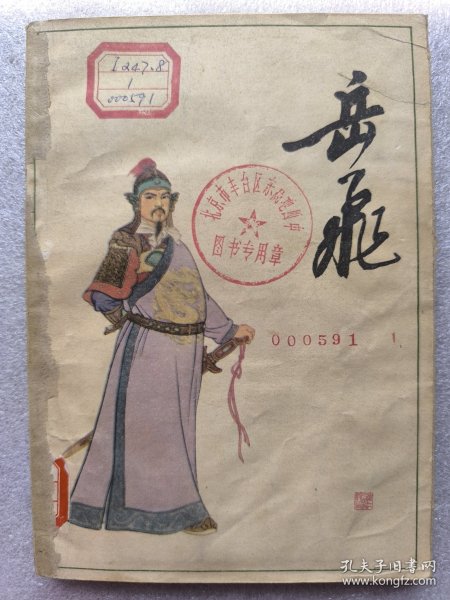 I247.8
1
000591
岳飛
北京市丰台区
图书专用章
000591 1
孔夫子旧书网
www.kongfz.com